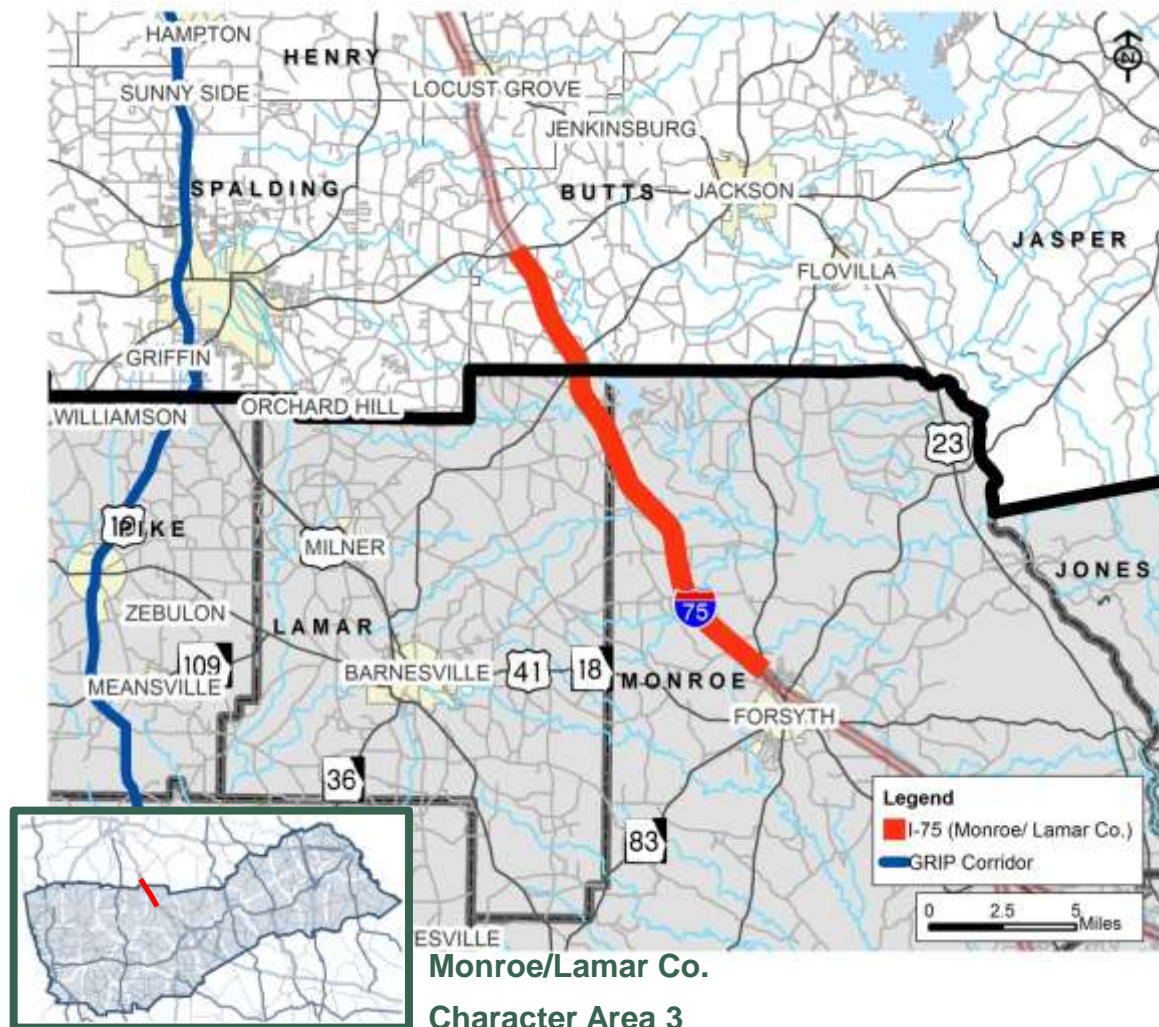 HAMPTON
HENRY
N
SUNNY SIDE
LOCUST GROVE
JENKINSBURG
SPALDING
BUTTS
JACKSON
JASPER
FLOVILLA
GRIFFIN
WILLIAMSON
ORCHARD HILL
23
19
PIKE
MILNER
JONES
75
ZEBULON
LAMAR
109
BARNESVILLE
41
18
MONROE
MEANSVILLE
FORSYTH
36
83
Legend
I-75 (Monroe/ Lamar Co.)
GRIP Corridor
0 2.5 5
Miles
ESVILLE
Monroe/Lamar Co.
Character Area 3